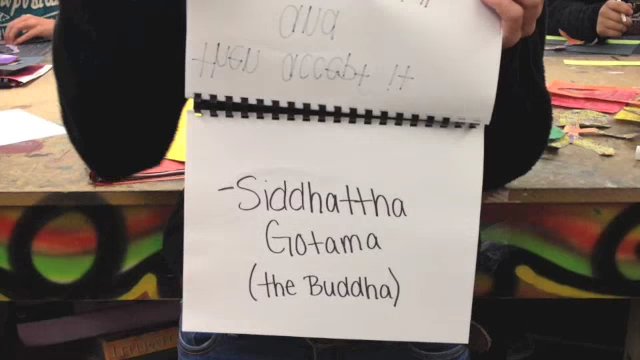 and
then accept it
-Siddhattha
Gotama
(the Buddha)